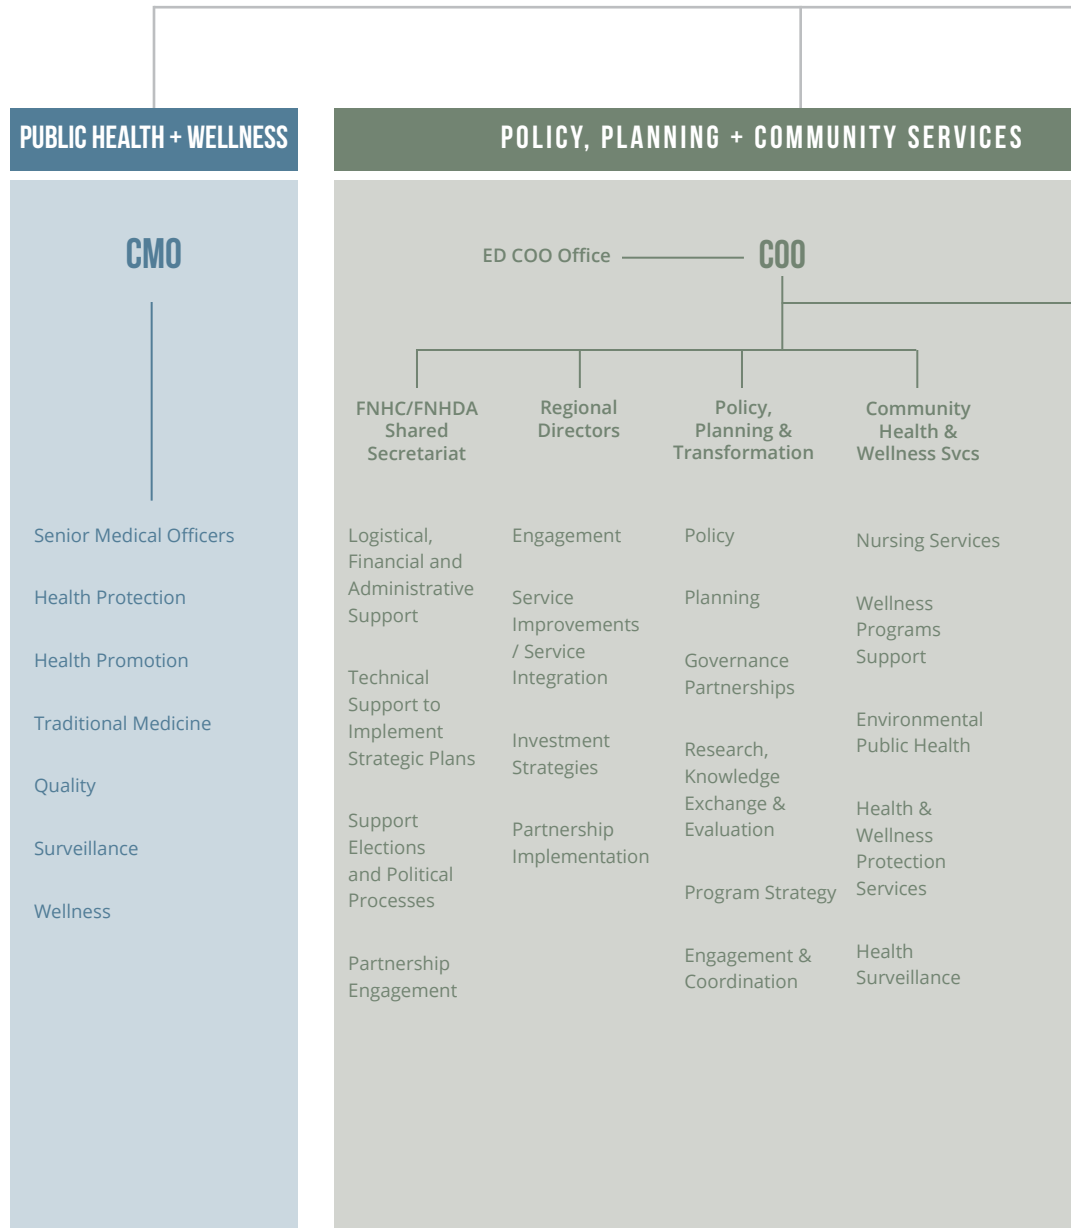 PUBLIC HEALTH + WELLNESS
CMO
Senior Medical Officers
Health Protection
Health Promotion
Traditional Medicine
Quality
Surveillance
Wellness
POLICY, PLANNING + COMMUNITY SERVICES
ED COO Office
COO
FNHC/FNHDA
Shared
Secretariat
Logistical,
Financial and
Administrative
Support
Technical
Support to
Implement
Strategic Plans
Support
Elections
and Political
Processes
Partnership
Engagement
Regional
Directors
Engagement
Service
Improvements
/ Service
Integration
Investment
Strategies
Partnership
Implementation
Policy,
Planning &
Transformation
Policy
Planning
Governance
Partnerships
Research,
Knowledge
Exchange &
Evaluation
Program Strategy
Engagement &
Coordination
Community
Health &
Wellness Svcs
Nursing Services
Wellness
Programs
Support
Environmental
Public Health
Health &
Wellness
Protection
Services
Health
Surveillance